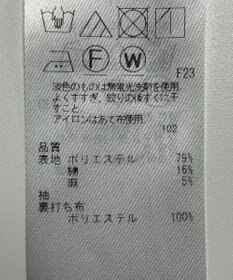 F
W
F23
淡色のものは無蛍光洗剤を使用
よくすすぎ、絞りの後すぐに干
すこと。
アイロンはあて布使用
102
品質
表地 ポリエステル 79%
綿 16%
麻 5%
袖
裏打ち布
ポリエステル 100%